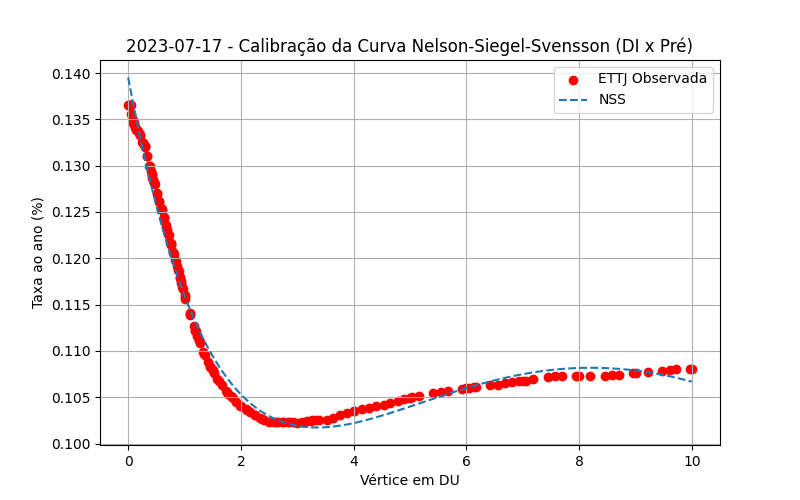 2023-07-17 - Calibração da Curva Nelson-Siegel-Svensson (DI x Pré)
ETTJ Observada
NSS
Taxa ao ano (%)
0.140
0.135
0.130
0.125
0.120
0.115
0.110
0.105
0.100
0 2 4 6 8 10
Vértice em DU